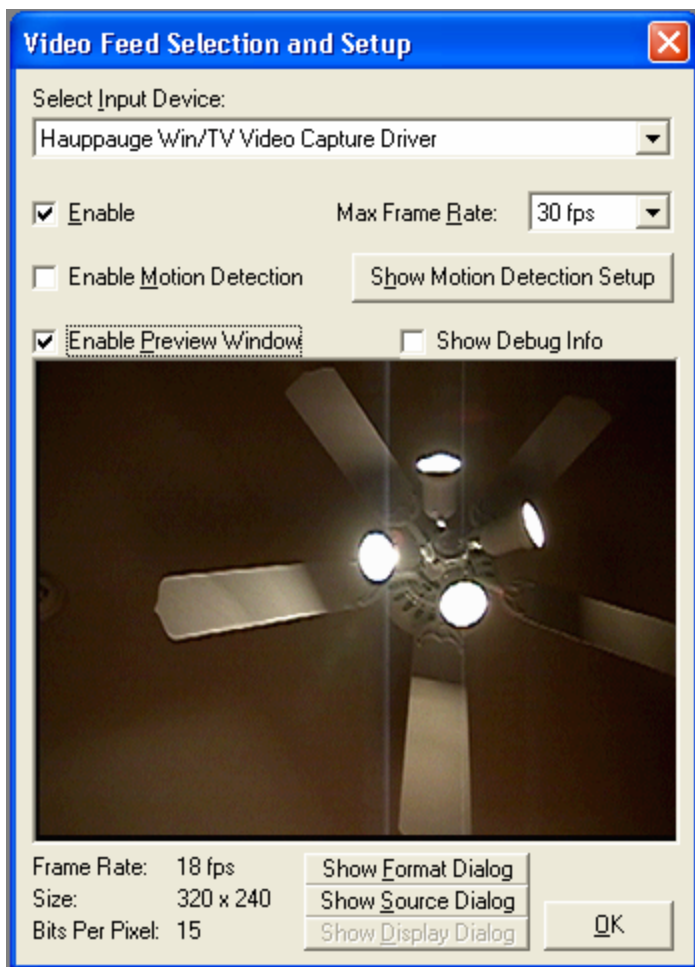 Video Feed Selection and Setup
Select Input Device:
Hauppauge Win/TV Video Capture Driver
Enable
Max Frame Rate:
30 fps
Enable Motion Detection
Show Motion Detection Setup
Enable Preview Window
Show Debug Info
Frame Rate: 18 fps
Show Format Dialog
Size: 320 x 240
Show Source Dialog
Bits Per Pixel: 15
Show Display Dialog
OK